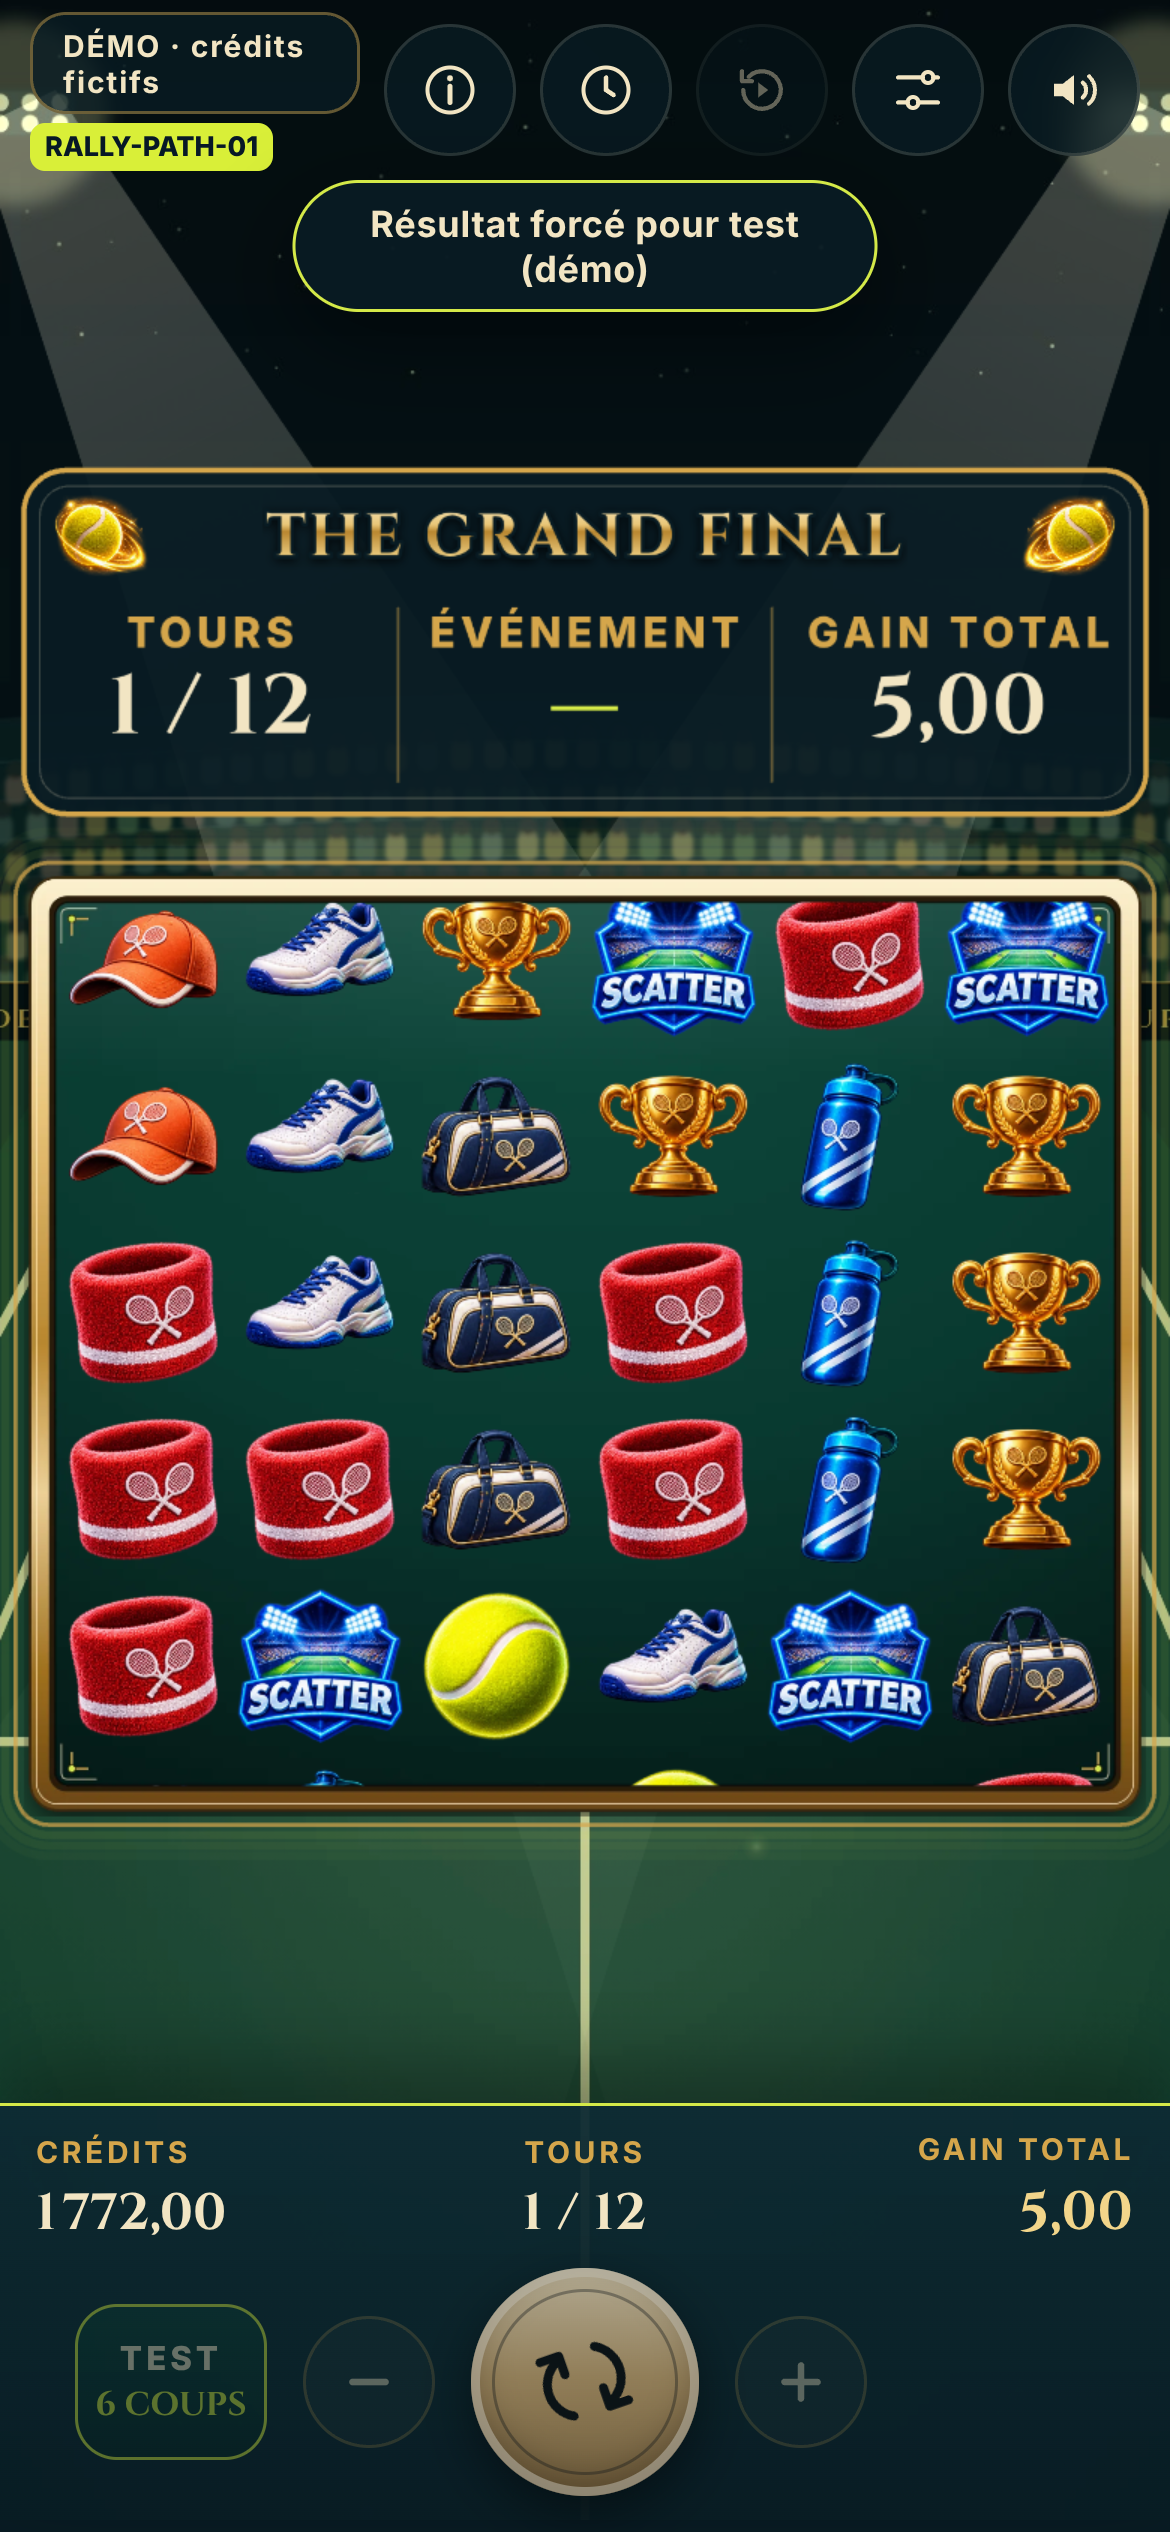 DÉMO · crédits
fictifs
RALLY-PATH-01
Résultat forcé pour test
(démo)
THE GRAND FINAL
TOURS
ÉVÉNEMENT
GAIN TOTAL
1 / 12
—
5,00
SCATTER
SCATTER
SCATTER
SCATTER
CRÉDITS
TOURS
GAIN TOTAL
1 772,00
1 / 12
5,00
TEST
6 COUPS